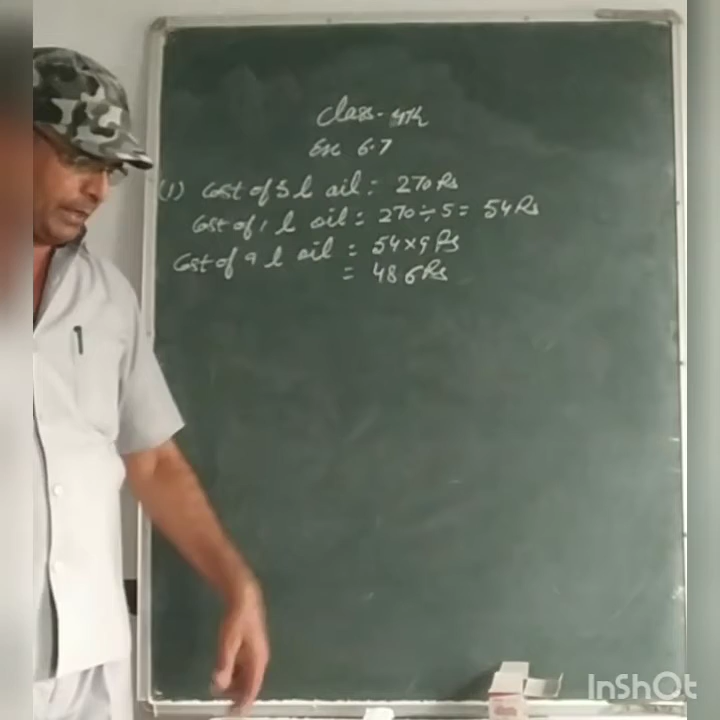 Class - 4th
Ex 6.7
(1) Cost of 5 l oil = 270 Rs
Cost of 1 l oil = 270 ÷ 5 = 54 Rs
Cost of 9 l oil = 54 × 9 Rs
= 486 Rs
InShOt